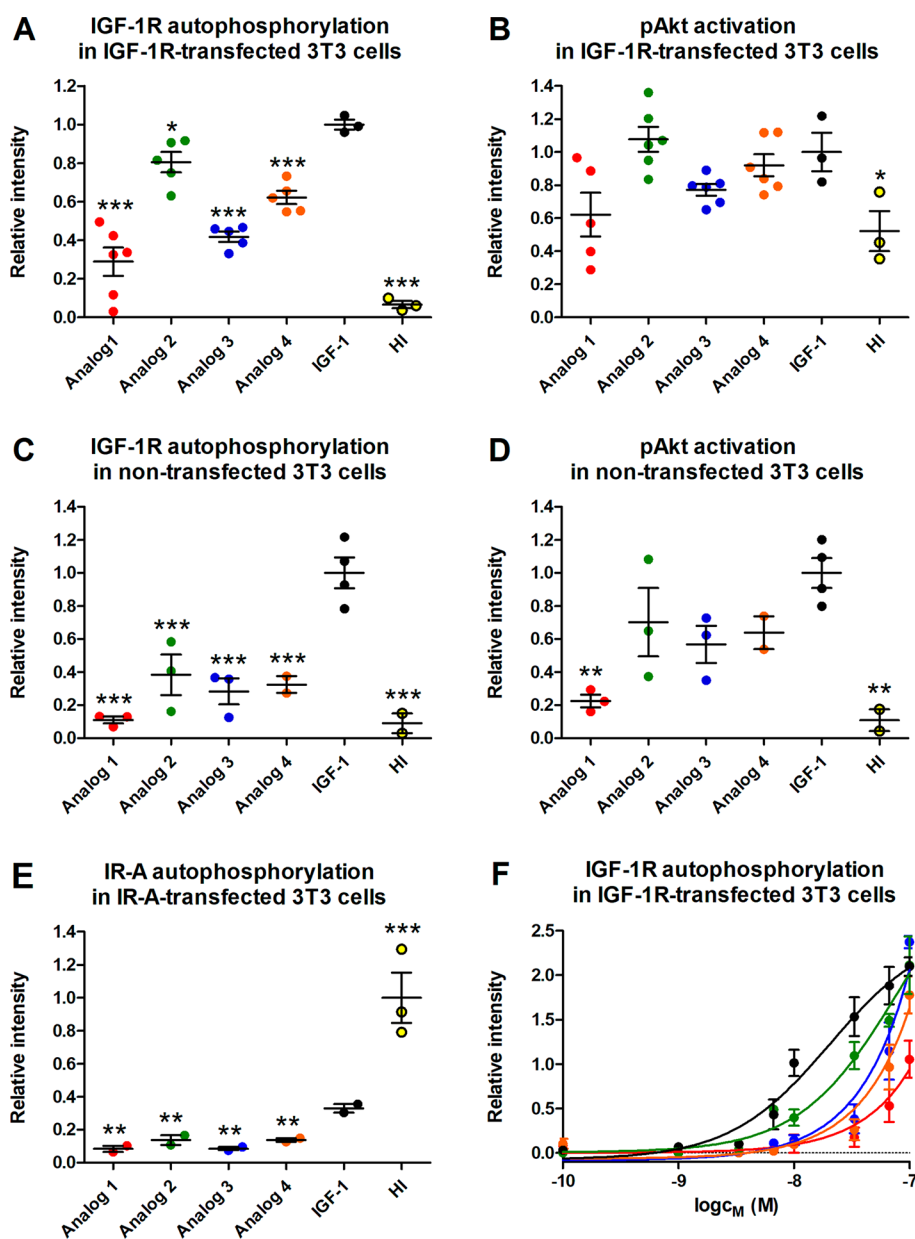 A
IGF-1R autophosphorylation
in IGF-1R-transfected 3T3 cells
Relative intensity
1.2
1.0
0.8
0.6
0.4
0.2
0.0
***
*
***
***
***
Analog1
Analog 2
Analog 3
Analog 4
IGF-1
HI
B
pAkt activation
in IGF-1R-transfected 3T3 cells
Relative intensity
1.4
1.2
1.0
0.8
0.6
0.4
0.2
0.0
*
Analog 1
Analog 2
Analog 3
Analog 4
IGF-1
HI
C
IGF-1R autophosphorylation
in non-transfected 3T3 cells
Relative intensity
1.4
1.2
1.0
0.8
0.6
0.4
0.2
0.0
***
***
***
***
***
Analog 1
Analog 2
Analog 3
Analog 4
IGF-1
HI
D
pAkt activation
in non-transfected 3T3 cells
Relative intensity
1.4
1.2
1.0
0.8
0.6
0.4
0.2
0.0
**
**
Analog 1
Analog 2
Analog 3
Analog 4
IGF-1
HI
E
IR-A autophosphorylation
in IR-A-transfected 3T3 cells
Relative intensity
1.4
1.2
1.0
0.8
0.6
0.4
0.2
0.0
**
**
**
**
***
Analog 1
Analog 2
Analog 3
Analog 4
IGF-1
HI
F
IGF-1R autophosphorylation
in IGF-1R-transfected 3T3 cells
Relative intensity
2.5
2.0
1.5
1.0
0.5
0.0
-10
-9
-8
-7
logcM (M)